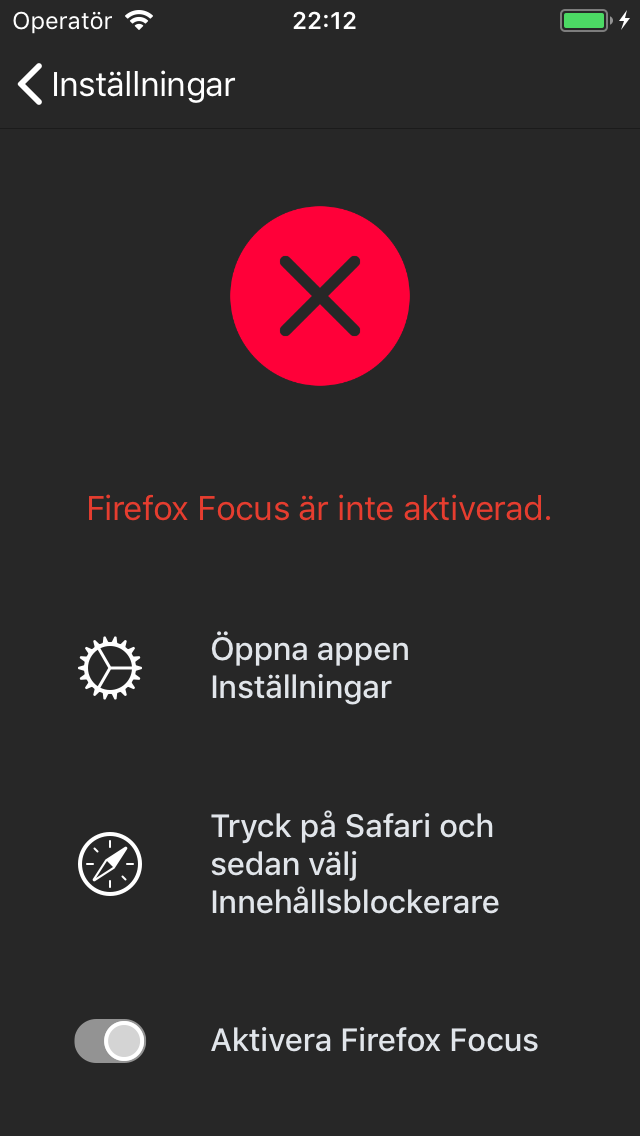 Operatör 22:12
Inställningar
Firefox Focus är inte aktiverad.
Öppna appen
Inställningar
Tryck på Safari och
sedan välj
Innehållsblockerare
Aktivera Firefox Focus